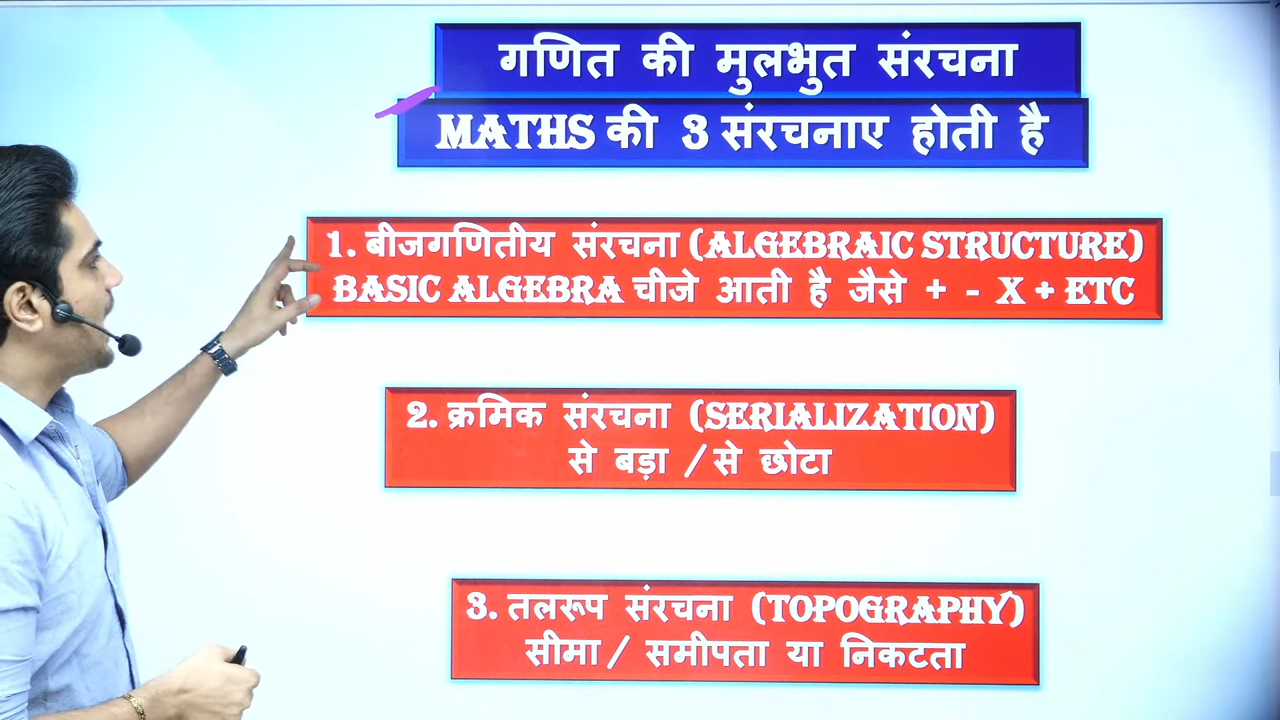 गणित की मुलभुत संरचना
MATHS की 3 संरचनाए होती है
1. बीजगणितीय संरचना (ALGEBRAIC STRUCTURE)
BASIC ALGEBRA चीजे आती है जैसे + - X + ETC
2. क्रमिक संरचना (SERIALIZATION)
से बड़ा / से छोटा
3. तलरूप संरचना (TOPOGRAPHY)
सीमा / समीपता या निकटता